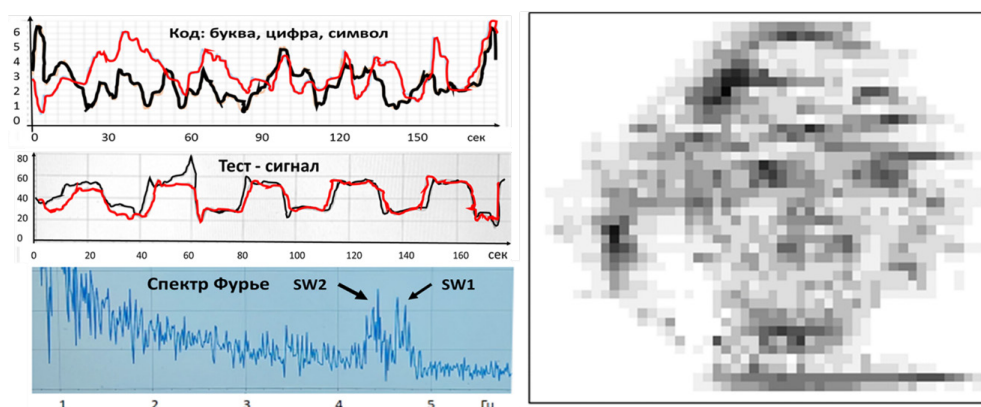 Код: буква, цифра, символ
6
5
4
3
2
1
0
0 30 60 90 120 150 сек
Тест - сигнал
80
60
40
20
0
0 20 40 60 80 100 120 140 160 сек
Спектр Фурье SW2 SW1
1 2 3 4 5 Гц